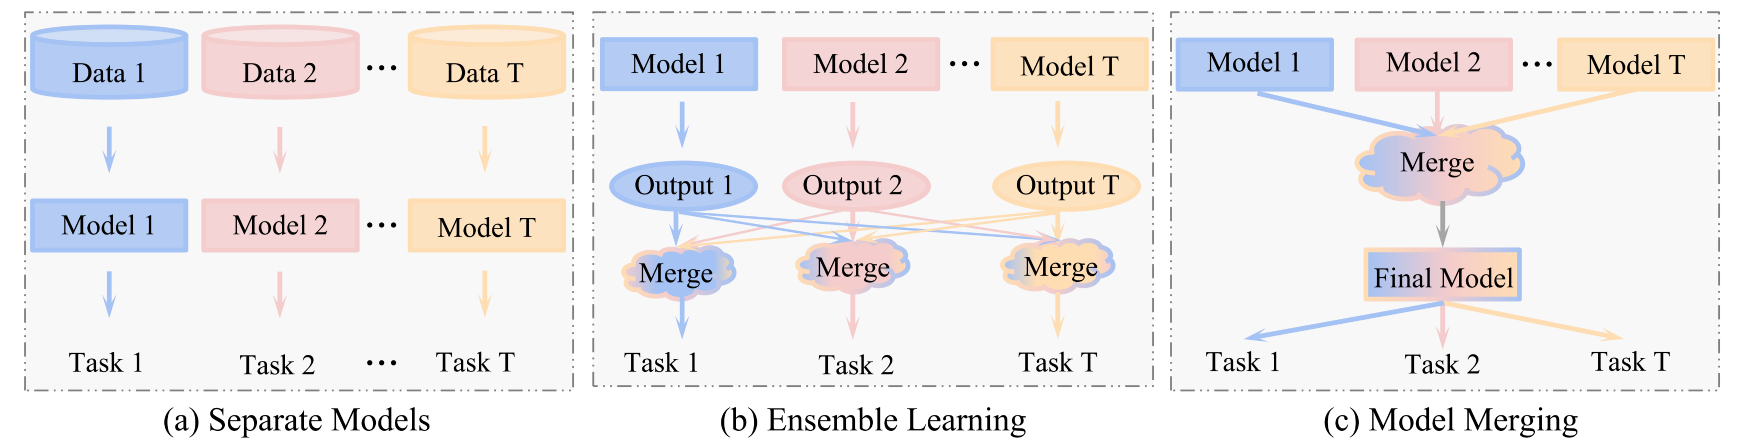 Data 1
Data 2
...
Data T
Model 1
Model 2
...
Model T
Task 1
Task 2
...
Task T
(a) Separate Models
Model 1
Model 2
...
Model T
Output 1
Output 2
Output T
Merge
Merge
Merge
Task 1
Task 2
Task T
(b) Ensemble Learning
Model 1
Model 2
...
Model T
Merge
Final Model
Task 1
Task 2
Task T
(c) Model Merging